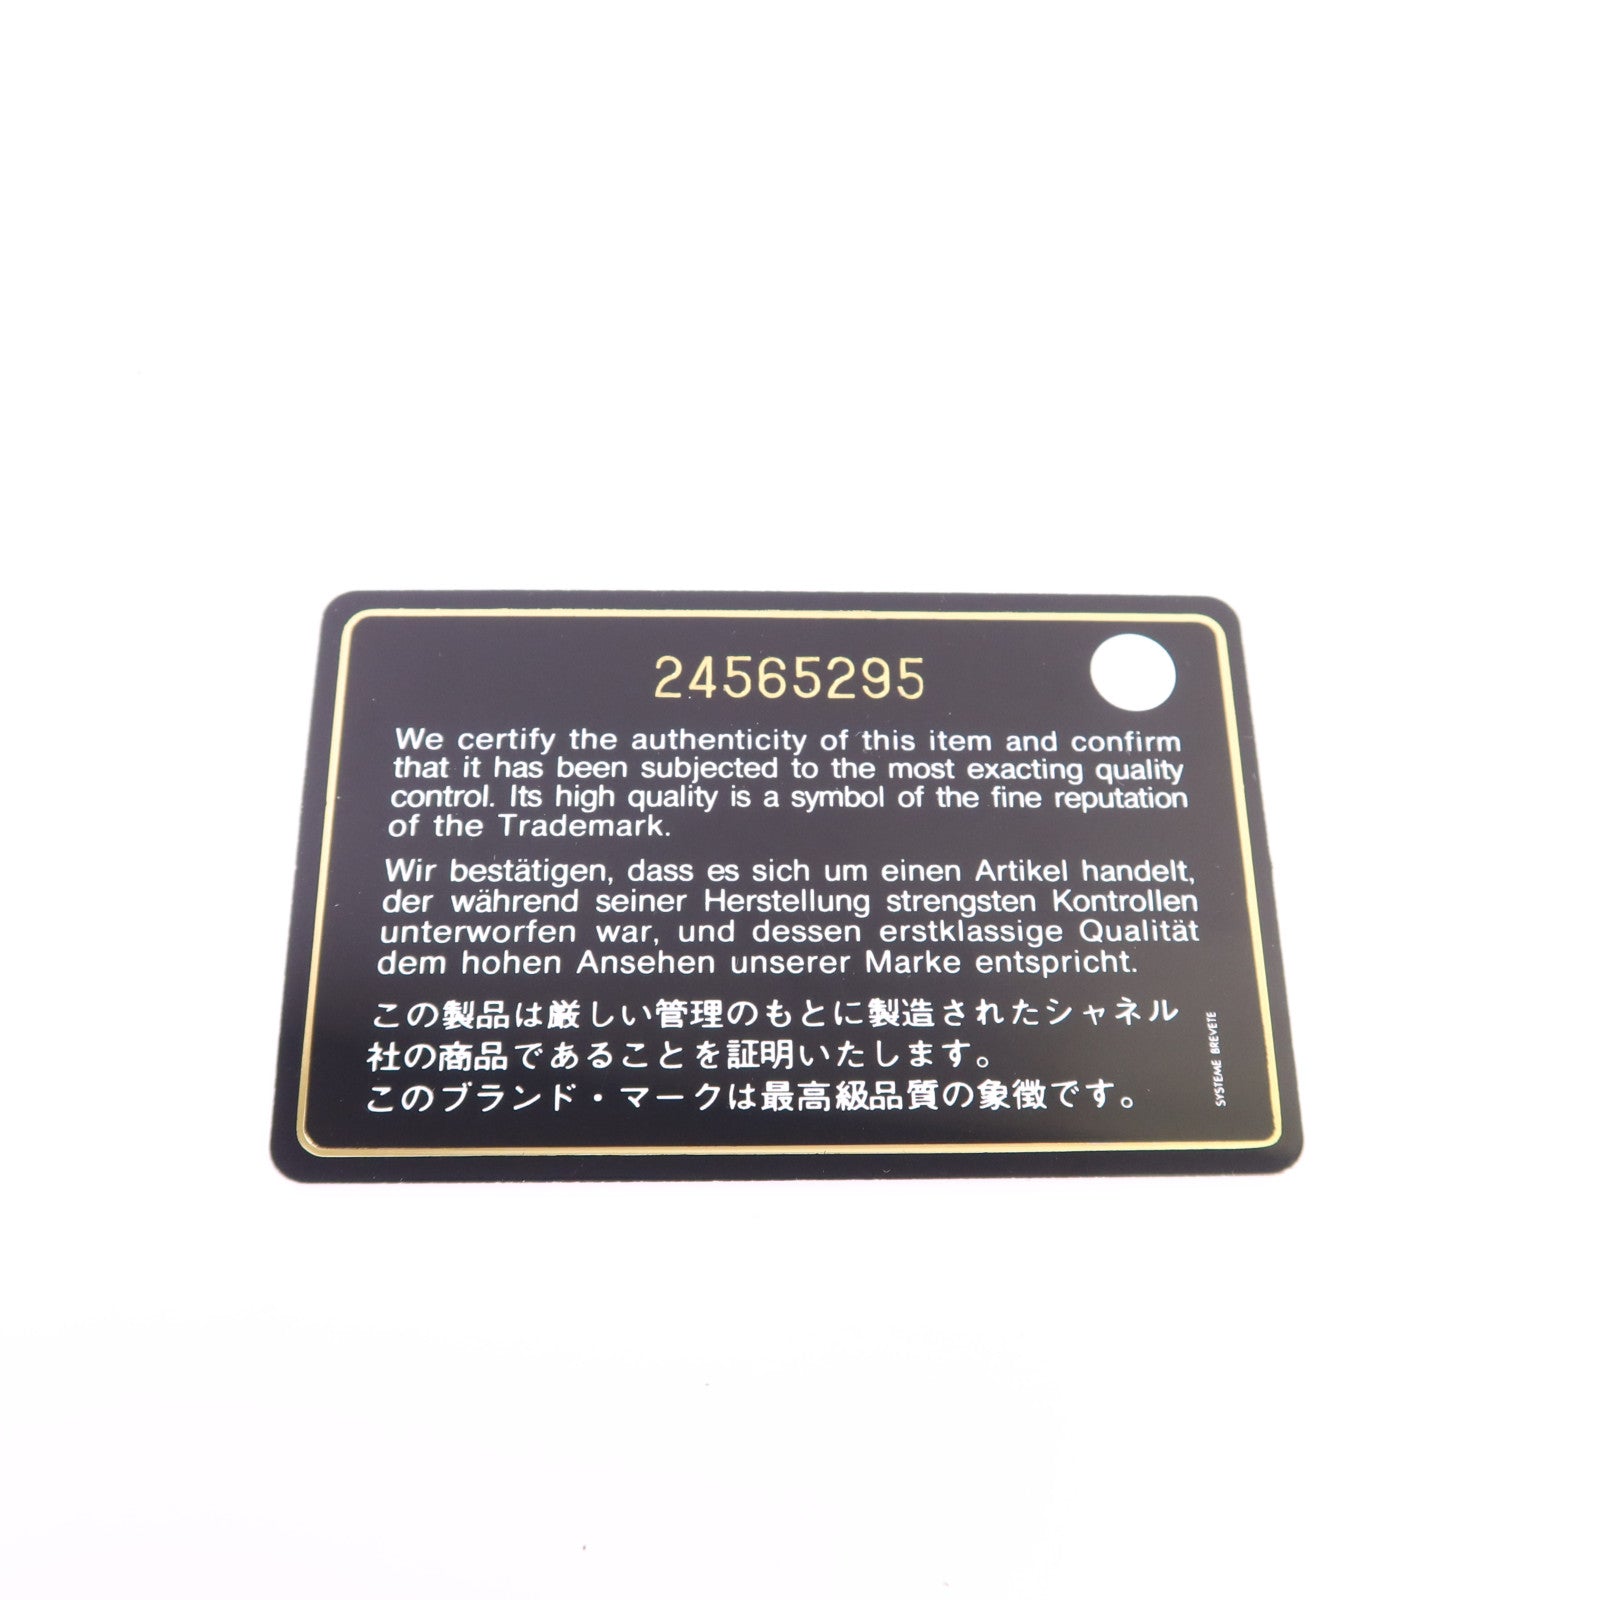 24565295
We certify the authenticity of this item and confirm
that it has been subjected to the most exacting quality
control. Its high quality is a symbol of the fine reputation
of the Trademark.
Wir bestätigen, dass es sich um einen Artikel handelt,
der während seiner Herstellung strengsten Kontrollen
unterworfen war, und dessen erstklassige Qualität
dem hohen Ansehen unserer Marke entspricht.
この製品は厳しい管理のもとに製造されたシャネル
社の商品であることを証明いたします。
このブランド・マークは最高級品質の象徴です。
SYSTEME BREVETE